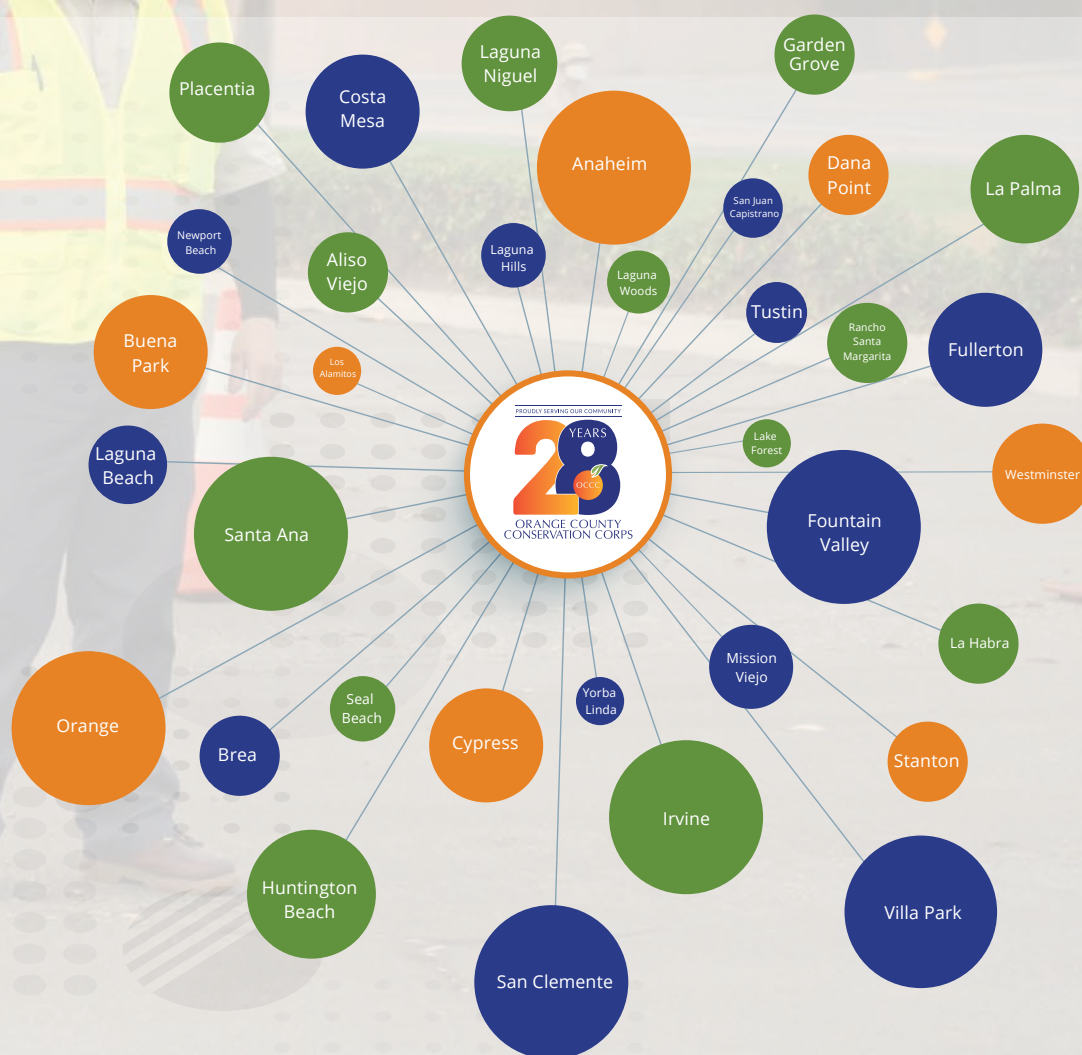 Laguna
Niguel
Garden
Grove
Placentia
Costa
Mesa
Anaheim
Dana
Point
La Palma
San Juan
Capistrano
Newport
Beach
Aliso
Viejo
Laguna
Hills
Laguna
Woods
Tustin
Rancho
Santa
Margarita
Fullerton
Buena
Park
Los
Alamitos
PROUDLY SERVING OUR COMMUNITY
28
YEARS
OCCC
ORANGE COUNTY
CONSERVATION CORPS
Lake
Forest
Laguna
Beach
Westminster
Santa Ana
Fountain
Valley
La Habra
Mission
Viejo
Yorba
Linda
Seal
Beach
Orange
Brea
Cypress
Stanton
Irvine
Huntington
Beach
Villa Park
San Clemente